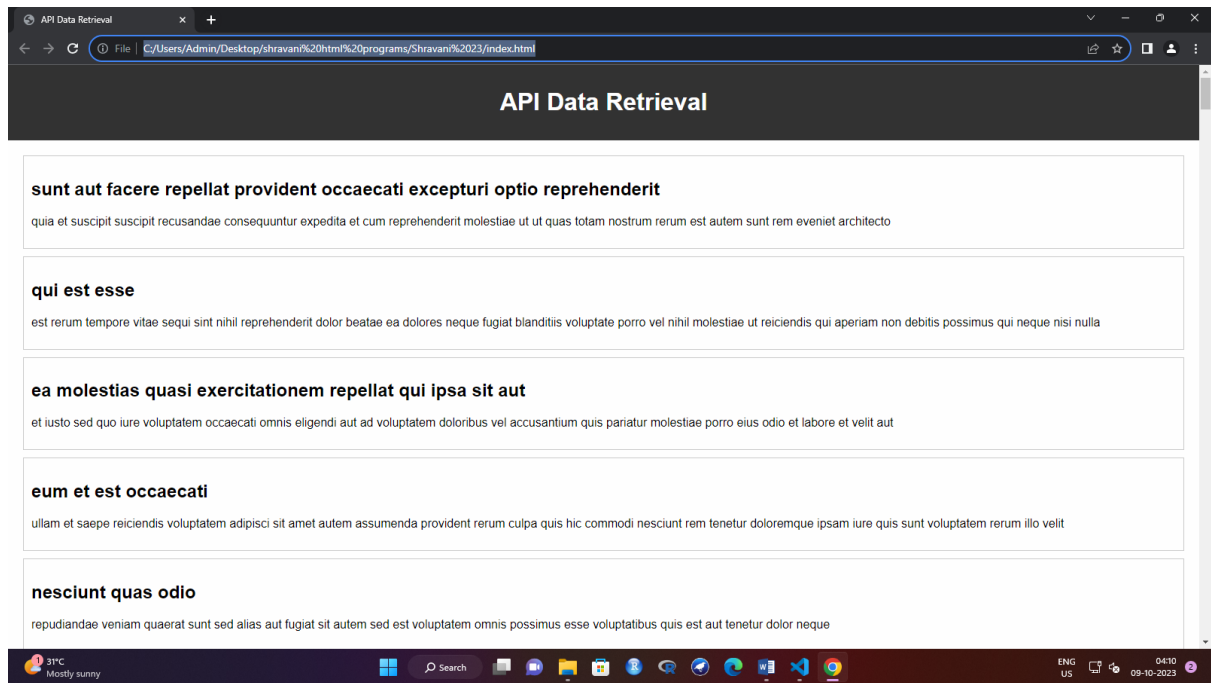 API Data Retrieval
File
C:/Users/Admin/Desktop/shravani%20html%20programs/Shravani%2023/index.html
API Data Retrieval
sunt aut facere repellat provident occaecati excepturi optio reprehenderit
quia et suscipit suscipit recusandae consequuntur expedita et cum reprehenderit molestiae ut ut quas totam nostrum rerum est autem sunt rem eveniet architecto
qui est esse
est rerum tempore vitae sequi sint nihil reprehenderit dolor beatae ea dolores neque fugiat blanditiis voluptate porro vel nihil molestiae ut reiciendis qui aperiam non debitis possimus qui neque nisi nulla
ea molestias quasi exercitationem repellat qui ipsa sit aut
et iusto sed quo iure voluptatem occaecati omnis eligendi aut ad voluptatem doloribus vel accusantium quis pariatur molestiae porro eius odio et labore et velit aut
eum et est occaecati
ullam et saepe reiciendis voluptatem adipisci sit amet autem assumenda provident rerum culpa quis hic commodi nesciunt rem tenetur doloremque ipsam iure quis sunt voluptatem rerum illo velit
nesciunt quas odio
repudiandae veniam quaerat sunt sed alias aut fugiat sit autem sed est voluptatem omnis possimus esse voluptatibus quis est aut tenetur dolor neque
1
31°C
Mostly sunny
Search
R
ENG
US
04:10
09-10-2023
2